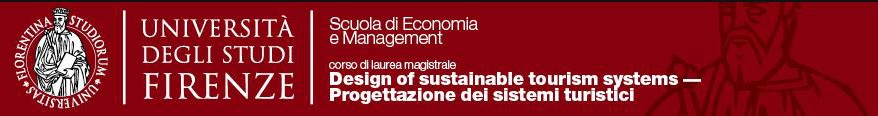 FLORENTINA STUDIORUM UNIVERSITAS
UNIVERSITÀ
DEGLI STUDI
FIRENZE
Scuola di Economia
e Management
corso di laurea magistrale
Design of sustainable tourism systems —
Progettazione dei sistemi turistici